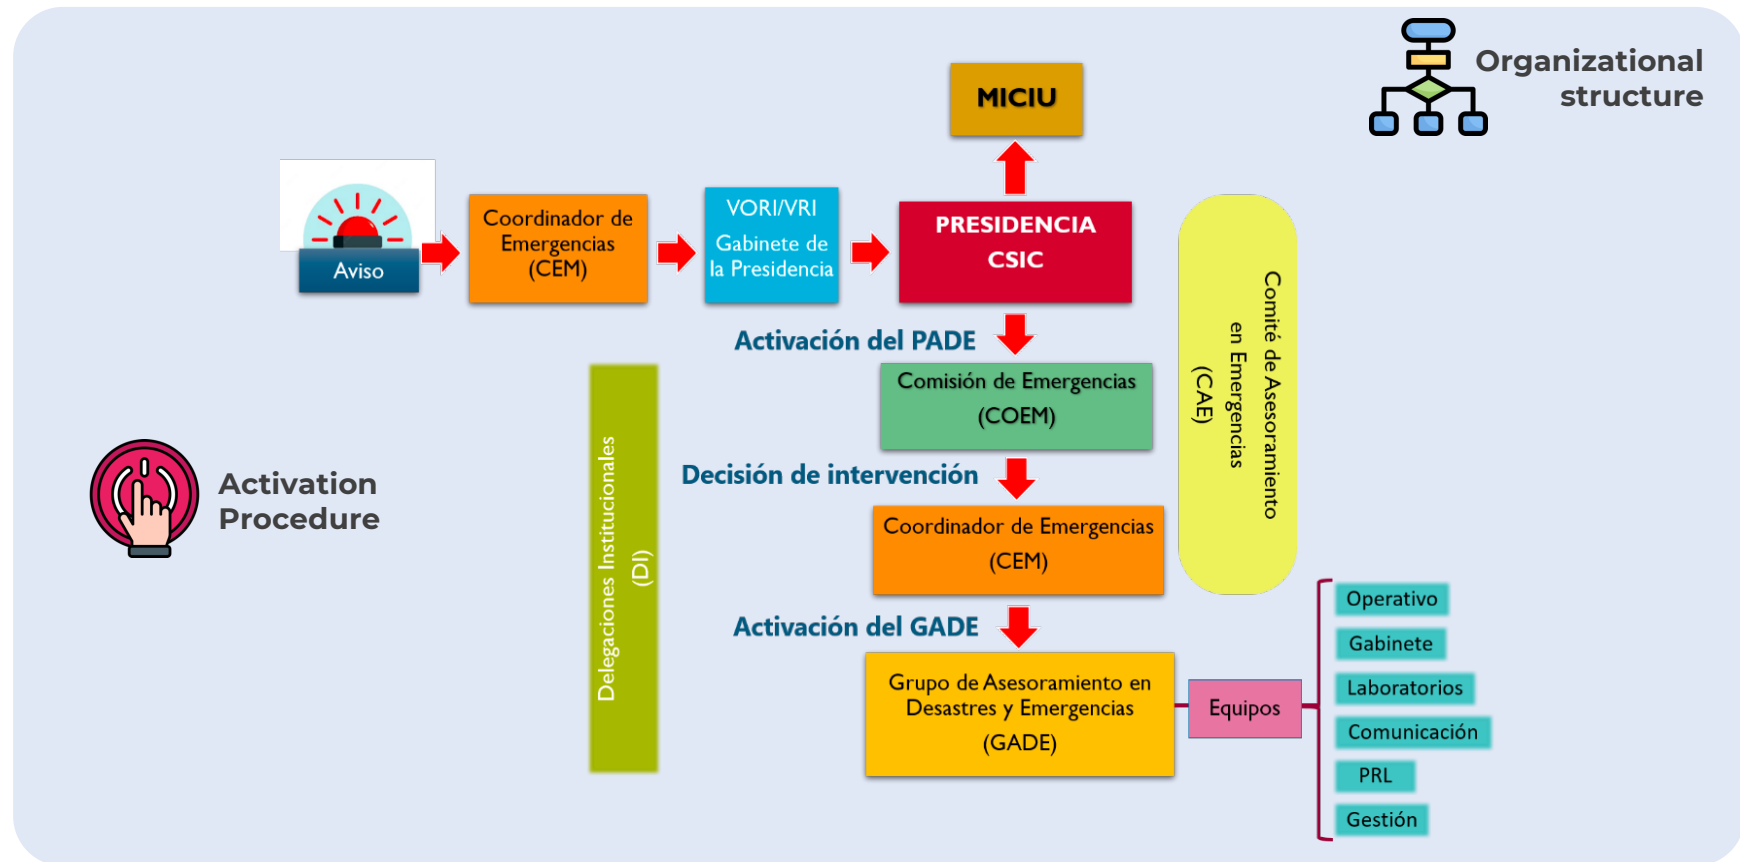 Organizational
structure
MICIU
Aviso
Coordinador de
Emergencias
(CEM)
VORI/VRI
Gabinete de
la Presidencia
PRESIDENCIA
CSIC
Activación del PADE
Comisión de Emergencias
(COEM)
Decisión de intervención
Coordinador de Emergencias
(CEM)
Activación del GADE
Grupo de Asesoramiento en
Desastres y Emergencias
(GADE)
Comité de Asesoramiento
en Emergencias
(CAE)
Delegaciones Institucionales
(DI)
Activation
Procedure
Equipos
Operativo
Gabinete
Laboratorios
Comunicación
PRL
Gestión